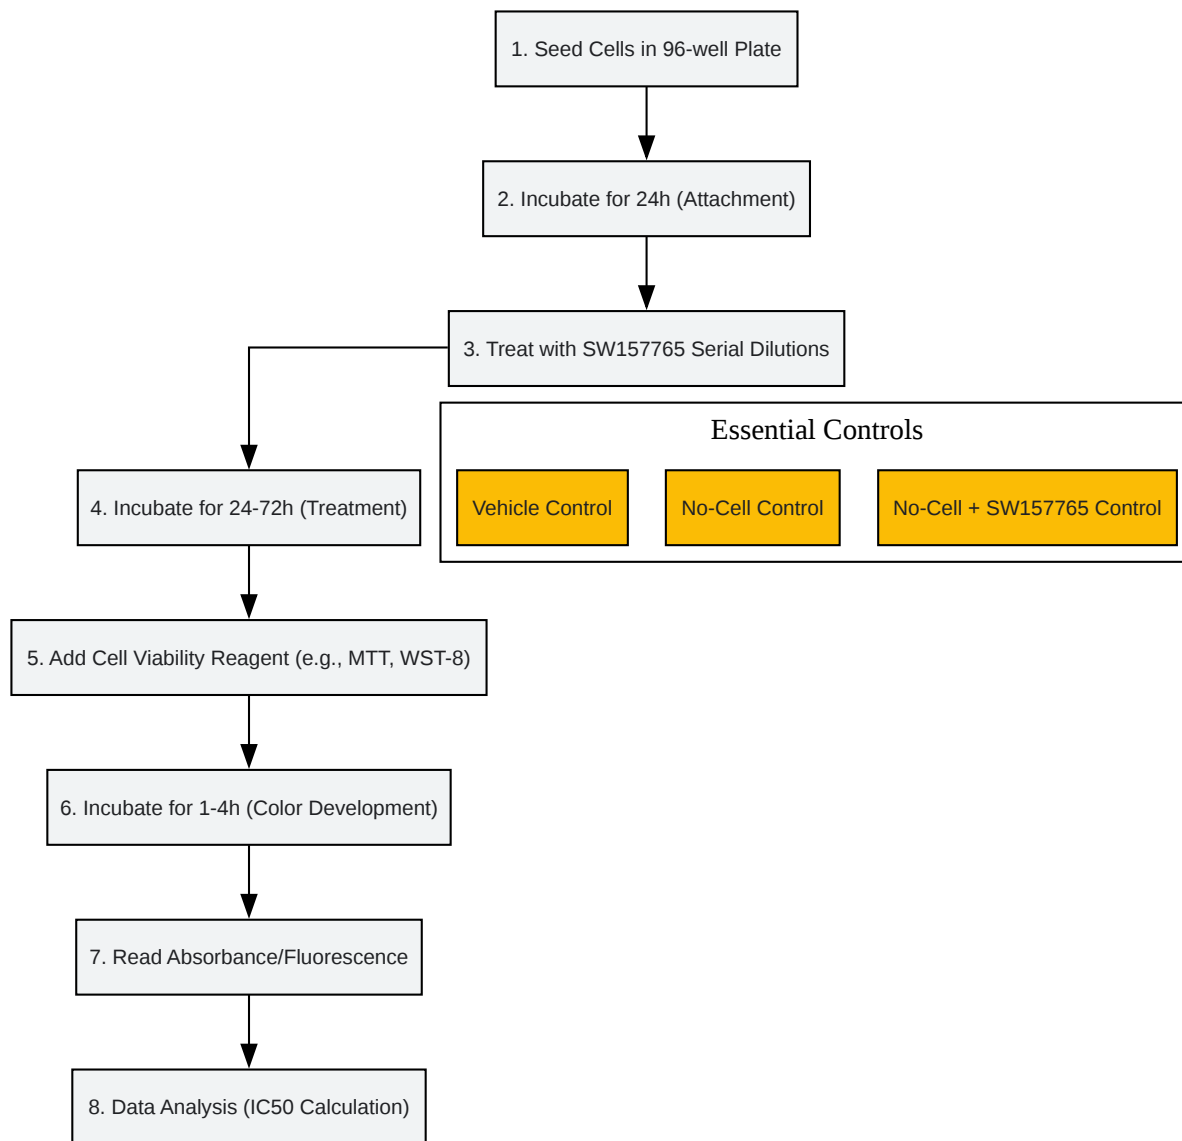 1. Seed Cells in 96-well Plate
2. Incubate for 24h (Attachment)
3. Treat with SW157765 Serial Dilutions
Essential Controls
Vehicle Control
No-Cell Control
No-Cell + SW157765 Control
4. Incubate for 24-72h (Treatment)
5. Add Cell Viability Reagent (e.g., MTT, WST-8)
6. Incubate for 1-4h (Color Development)
7. Read Absorbance/Fluorescence
8. Data Analysis (IC50 Calculation)